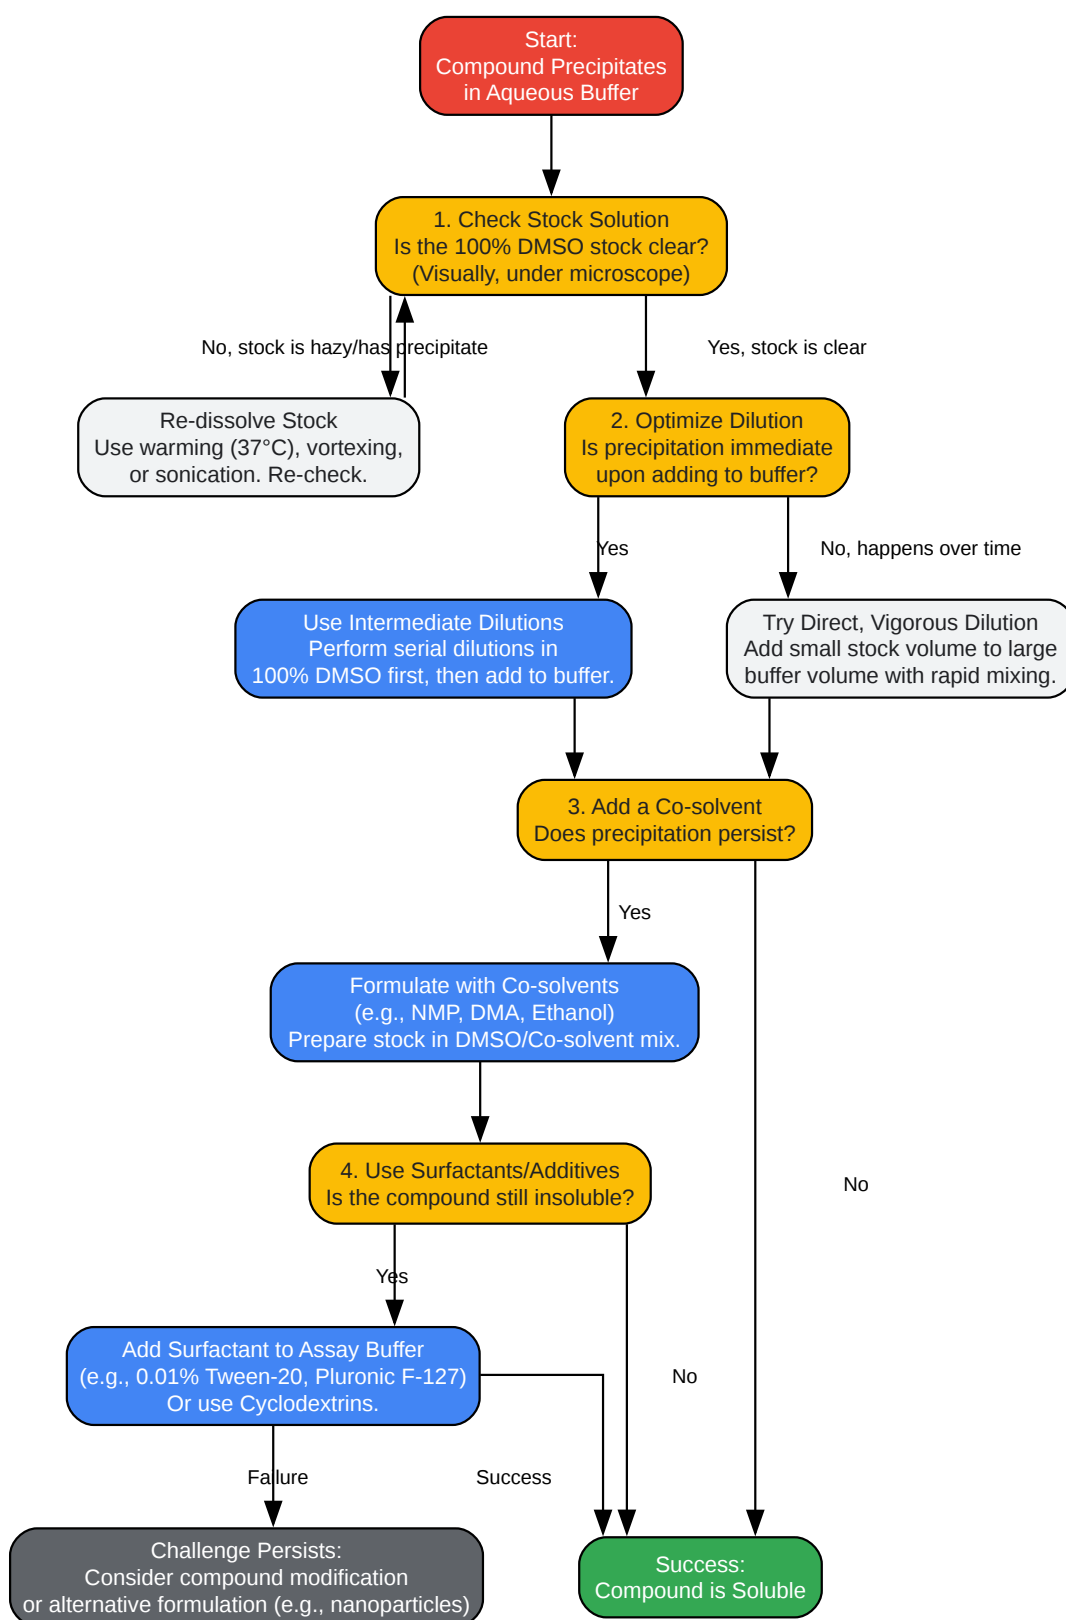 Start:
Compound Precipitates
in Aqueous Buffer
1. Check Stock Solution
Is the 100% DMSO stock clear?
(Visually, under microscope)
No, stock is hazy/has precipitate
Yes, stock is clear
Re-dissolve Stock
Use warming (37°C), vortexing,
or sonication. Re-check.
2. Optimize Dilution
Is precipitation immediate
upon adding to buffer?
Yes
No, happens over time
Use Intermediate Dilutions
Perform serial dilutions in
100% DMSO first, then add to buffer.
Try Direct, Vigorous Dilution
Add small stock volume to large
buffer volume with rapid mixing.
3. Add a Co-solvent
Does precipitation persist?
Yes
Formulate with Co-solvents
(e.g., NMP, DMA, Ethanol)
Prepare stock in DMSO/Co-solvent mix.
4. Use Surfactants/Additives
Is the compound still insoluble?
No
Yes
Add Surfactant to Assay Buffer
(e.g., 0.01% Tween-20, Pluronic F-127)
Or use Cyclodextrins.
No
Failure
Success
Challenge Persists:
Consider compound modification
or alternative formulation (e.g., nanoparticles)
Success:
Compound is Soluble